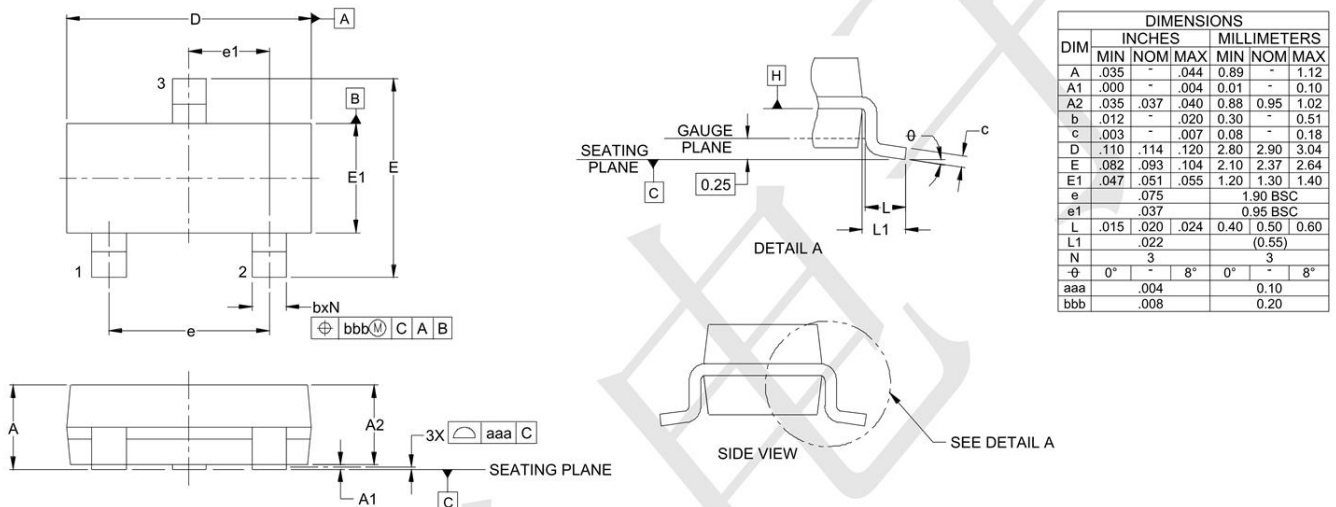 D
A
e1
3
B
E1
E
1
2
bxN
⌖ bbbⓂ C A B
e
A
A2
3X ⌓ aaa C
SEATING PLANE
A1
C
H
GAUGE
PLANE
SEATING
PLANE
C
0.25
θ
c
L
L1
DETAIL A
SIDE VIEW
SEE DETAIL A
DIMENSIONS
DIM INCHES MILLIMETERS
MIN NOM MAX MIN NOM MAX
A .035 - .044 0.89 - 1.12
A1 .000 - .004 0.01 - 0.10
A2 .035 .037 .040 0.88 0.95 1.02
b .012 - .020 0.30 - 0.51
c .003 - .007 0.08 - 0.18
D .110 .114 .120 2.80 2.90 3.04
E .082 .093 .104 2.10 2.37 2.64
E1 .047 .051 .055 1.20 1.30 1.40
e .075 1.90 BSC
e1 .037 0.95 BSC
L .015 .020 .024 0.40 0.50 0.60
L1 .022 (0.55)
N 3 3
θ 0° - 8° 0° - 8°
aaa .004 0.10
bbb .008 0.20